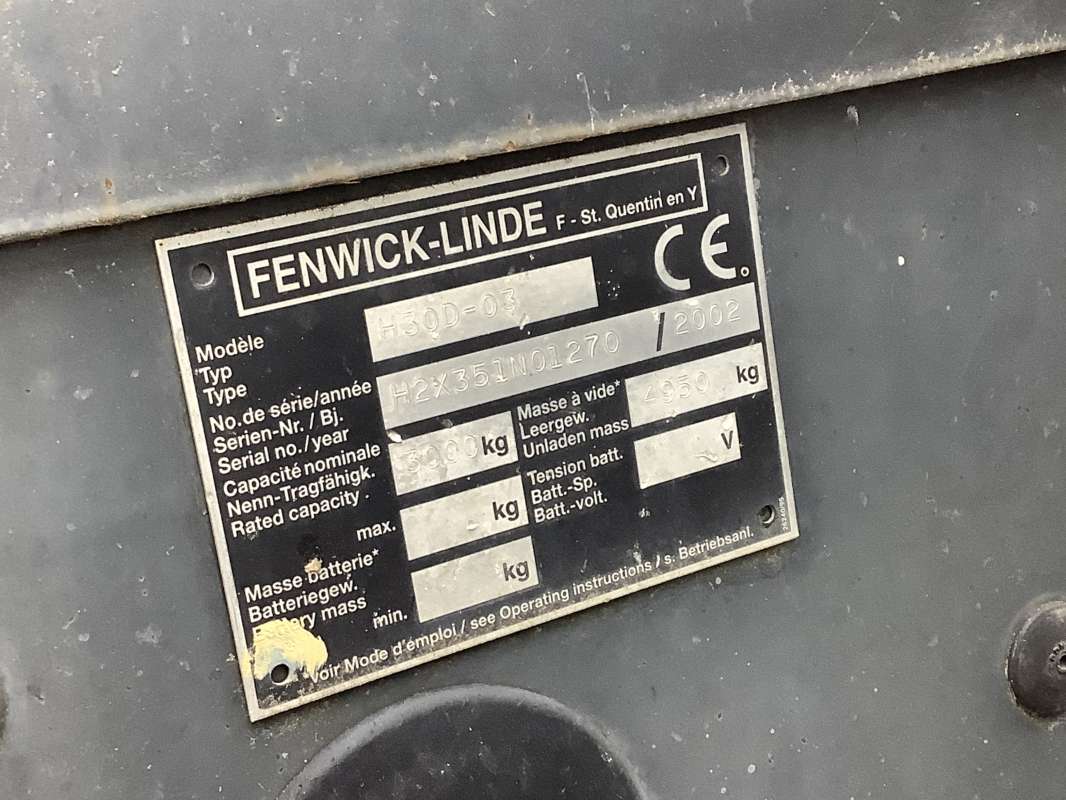 FENWICK-LINDE F - St. Quentin en Y
CE
Modèle
Typ
Type
H30D-03
No.de série/année
Serien-Nr. / Bj.
Serial no./year
H2X351N01270 / 2002
Capacité nominale
Nenn-Tragfähigk.
Rated capacity
3000 kg
Masse à vide*
Leergew.
Unladen mass
4950 kg
Tension batt.
Batt.-Sp.
Batt.-volt.
V
max. kg
Masse batterie*
Batteriegew.
Battery mass
min. kg
*voir Mode d'émploi / see Operating instructions / s. Betriebsanl.